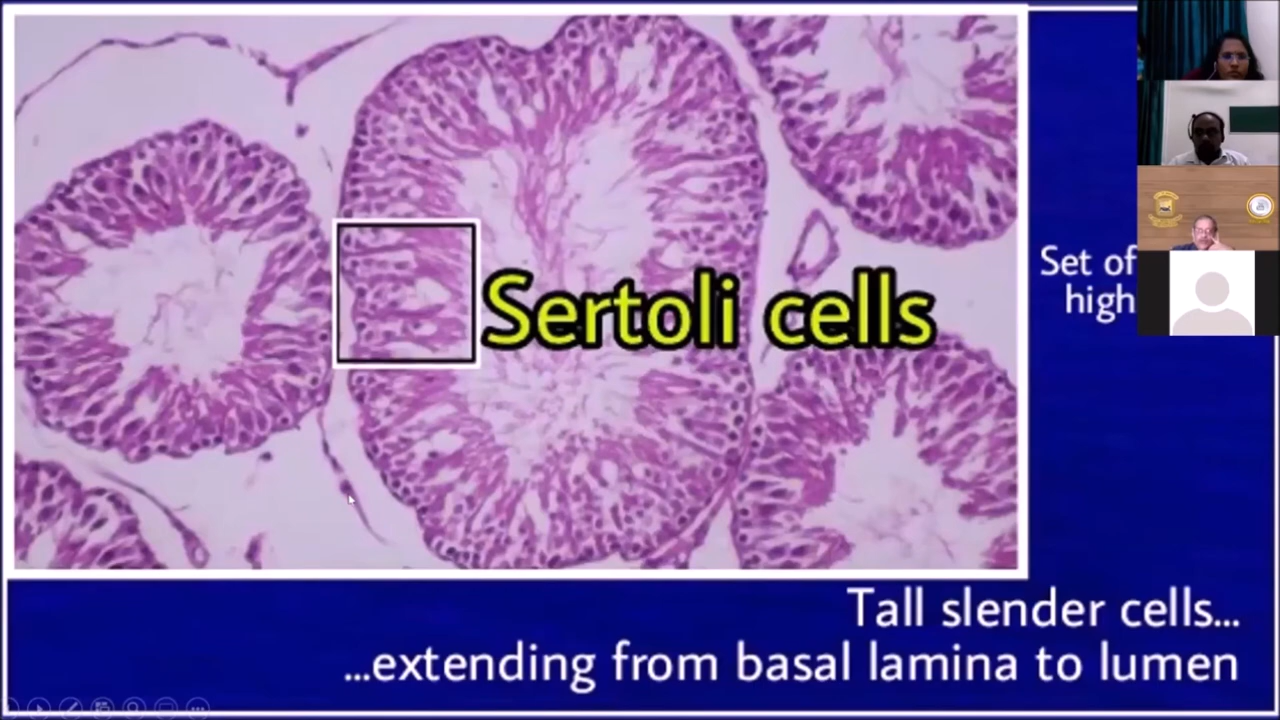 Sertoli cells
Set of
high
Tall slender cells...
...extending from basal lamina to lumen